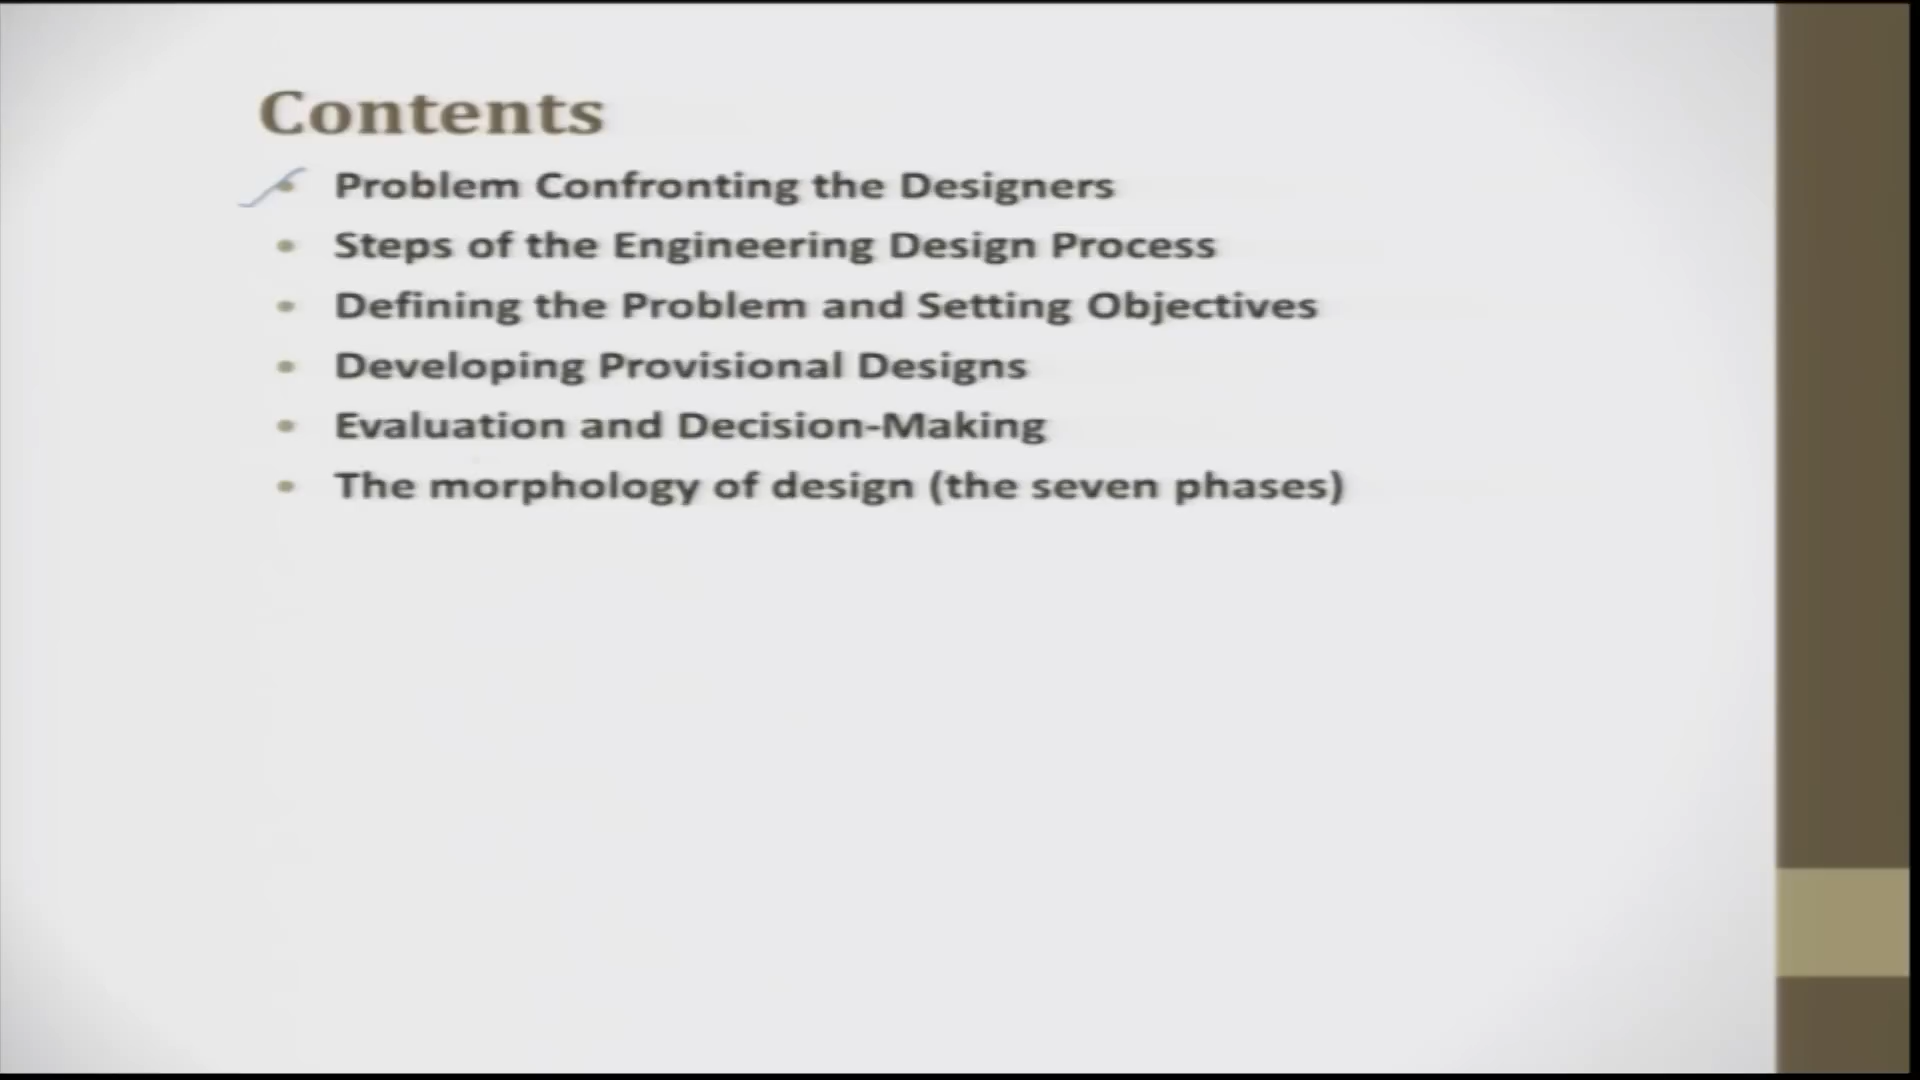 Contents
• Problem Confronting the Designers
• Steps of the Engineering Design Process
• Defining the Problem and Setting Objectives
• Developing Provisional Designs
• Evaluation and Decision-Making
• The morphology of design (the seven phases)